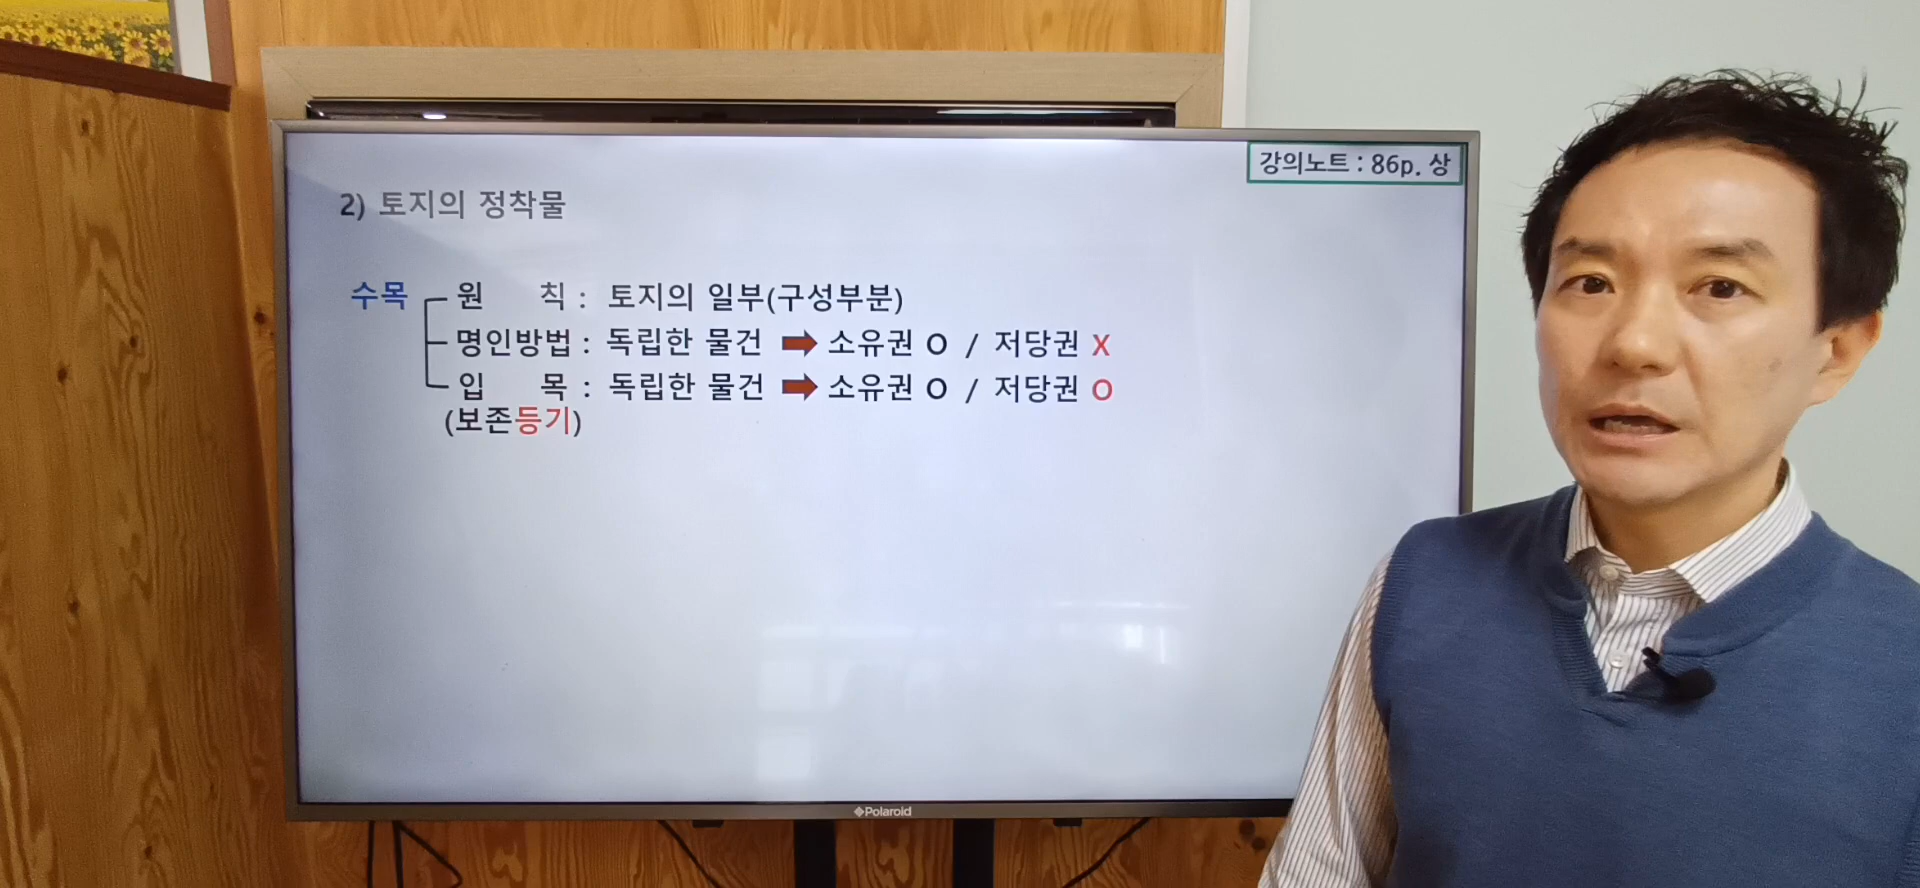 강의노트 : 86p. 상
2) 토지의 정착물
수목 원 칙 : 토지의 일부(구성부분)
명인방법 : 독립한 물건 ➡ 소유권 O / 저당권 X
입 목 : 독립한 물건 ➡ 소유권 O / 저당권 O
(보존등기)
Polaroid